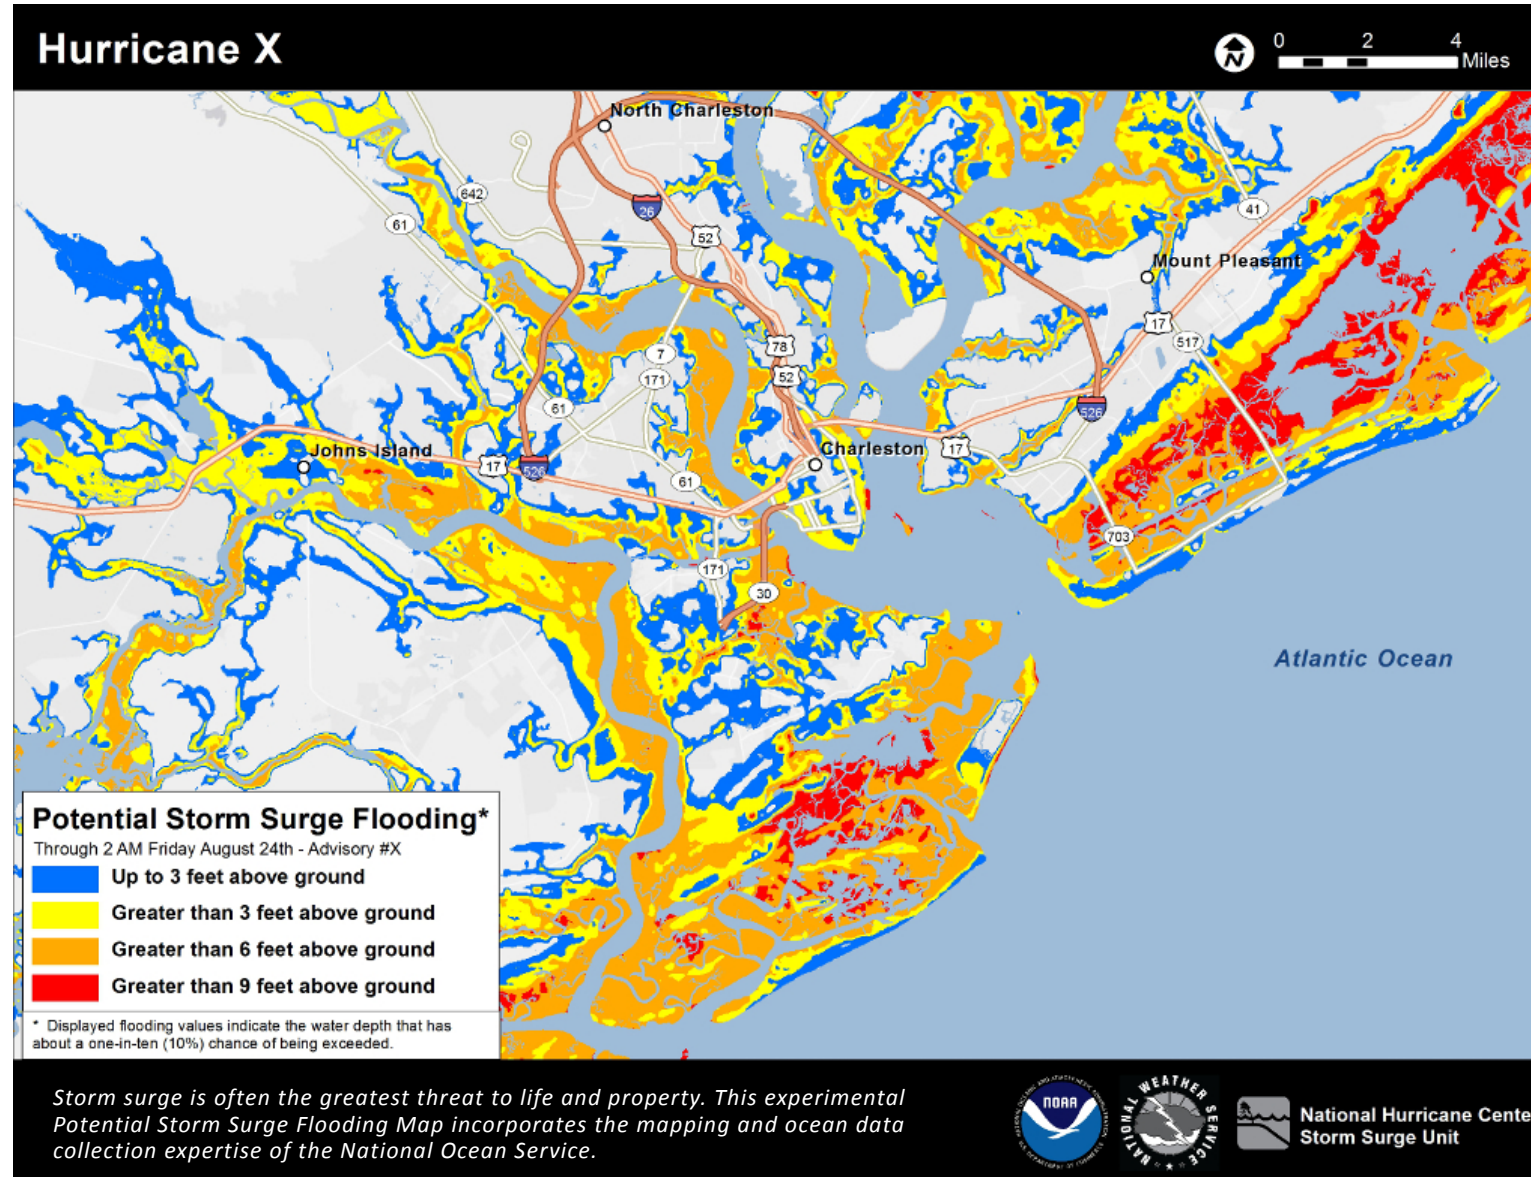 Hurricane X
N
0 2 4
Miles
North Charleston
642
61
26
52
41
Mount Pleasant
17
517
7
78
171
52
61
526
Johns Island
17
526
Charleston
17
61
703
171
30
Atlantic Ocean
Potential Storm Surge Flooding*
Through 2 AM Friday August 24th - Advisory #X
Up to 3 feet above ground
Greater than 3 feet above ground
Greater than 6 feet above ground
Greater than 9 feet above ground
* Displayed flooding values indicate the water depth that has
about a one-in-ten (10%) chance of being exceeded.
Storm surge is often the greatest threat to life and property. This experimental
Potential Storm Surge Flooding Map incorporates the mapping and ocean data
collection expertise of the National Ocean Service.
NOAA
NATIONAL WEATHER SERVICE
National Hurricane Cente
Storm Surge Unit